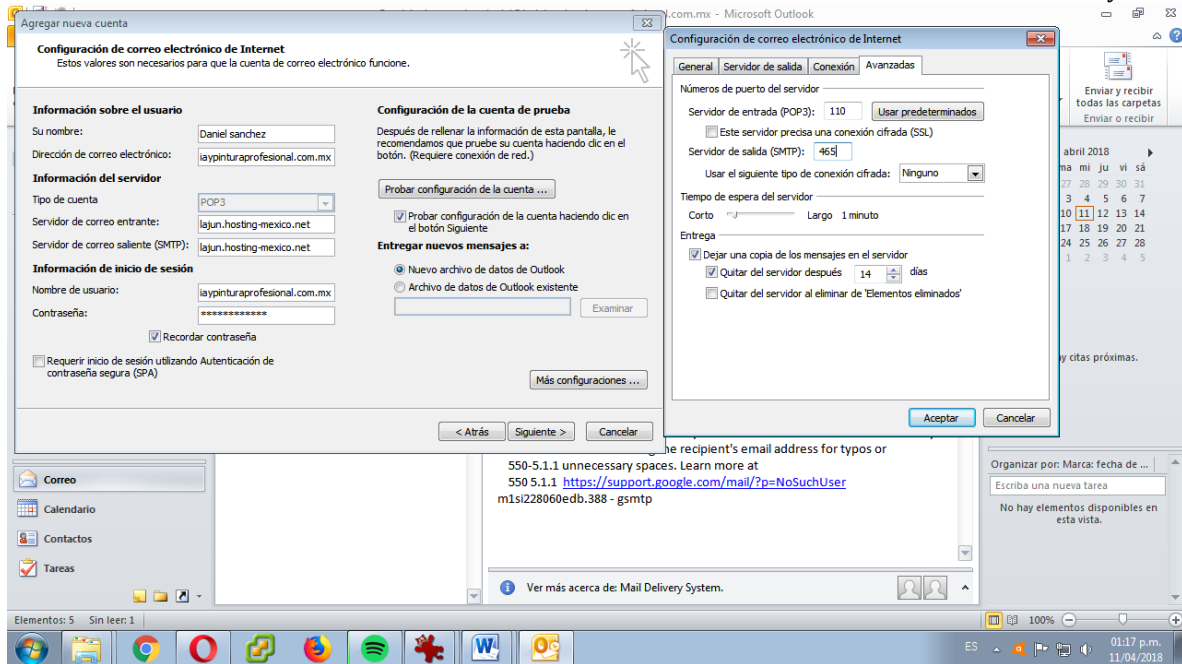 l.com.mx - Microsoft Outlook
Agregar nueva cuenta
Configuración de correo electrónico de Internet
Estos valores son necesarios para que la cuenta de correo electrónico funcione.
Información sobre el usuario
Su nombre:
Daniel sanchez
Dirección de correo electrónico:
iaypinturaprofesional.com.mx
Información del servidor
Tipo de cuenta
POP3
Servidor de correo entrante:
lajun.hosting-mexico.net
Servidor de correo saliente (SMTP):
lajun.hosting-mexico.net
Información de inicio de sesión
Nombre de usuario:
iaypinturaprofesional.com.mx
Contraseña:
************
Recordar contraseña
Requerir inicio de sesión utilizando Autenticación de
contraseña segura (SPA)
Configuración de la cuenta de prueba
Después de rellenar la información de esta pantalla, le
recomendamos que pruebe su cuenta haciendo clic en el
botón. (Requiere conexión de red.)
Probar configuración de la cuenta ...
Probar configuración de la cuenta haciendo clic en
el botón Siguiente
Entregar nuevos mensajes a:
Nuevo archivo de datos de Outlook
Archivo de datos de Outlook existente
Examinar
Más configuraciones ...
< Atrás
Siguiente >
Cancelar
Configuración de correo electrónico de Internet
General
Servidor de salida
Conexión
Avanzadas
Números de puerto del servidor
Servidor de entrada (POP3):
110
Usar predeterminados
Este servidor precisa una conexión cifrada (SSL)
Servidor de salida (SMTP):
465
Usar el siguiente tipo de conexión cifrada:
Ninguno
Tiempo de espera del servidor
Corto
Largo
1 minuto
Entrega
Dejar una copia de los mensajes en el servidor
Quitar del servidor después
14
días
Quitar del servidor al eliminar de 'Elementos eliminados'
Aceptar
Cancelar
Enviar y recibir
todas las carpetas
Enviar o recibir
abril 2018
ma mi ju vi sá
27 28 29 30 31
3 4 5 6 7
10 11 12 13 14
17 18 19 20 21
24 25 26 27 28
1 2 3 4 5
y citas próximas.
he recipient's email address for typos or
550-5.1.1 unnecessary spaces. Learn more at
550 5.1.1 https://support.google.com/mail/?p=NoSuchUser
m1si228060edb.388 - gsmtp
Ver más acerca de: Mail Delivery System.
Organizar por: Marca: fecha de ...
Escriba una nueva tarea
No hay elementos disponibles en
esta vista.
Correo
Calendario
Contactos
Tareas
Elementos: 5
Sin leer: 1
100%
ES
01:17 p.m.
11/04/2018